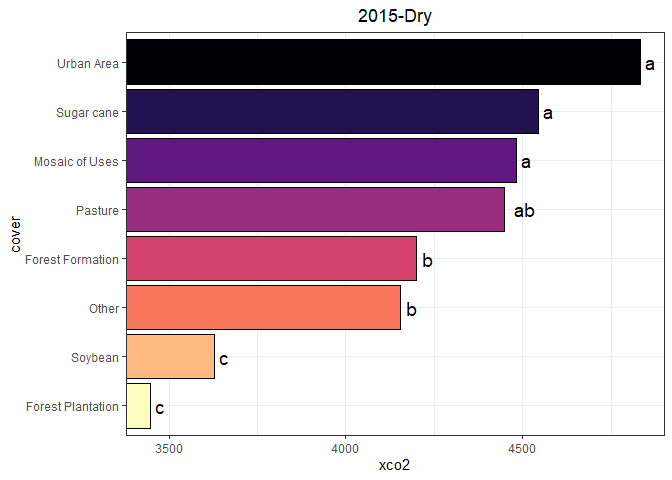 2015-Dry
cover
Urban Area a
Sugar cane a
Mosaic of Uses a
Pasture ab
Forest Formation b
Other b
Soybean c
Forest Plantation c
3500 4000 4500
xco2